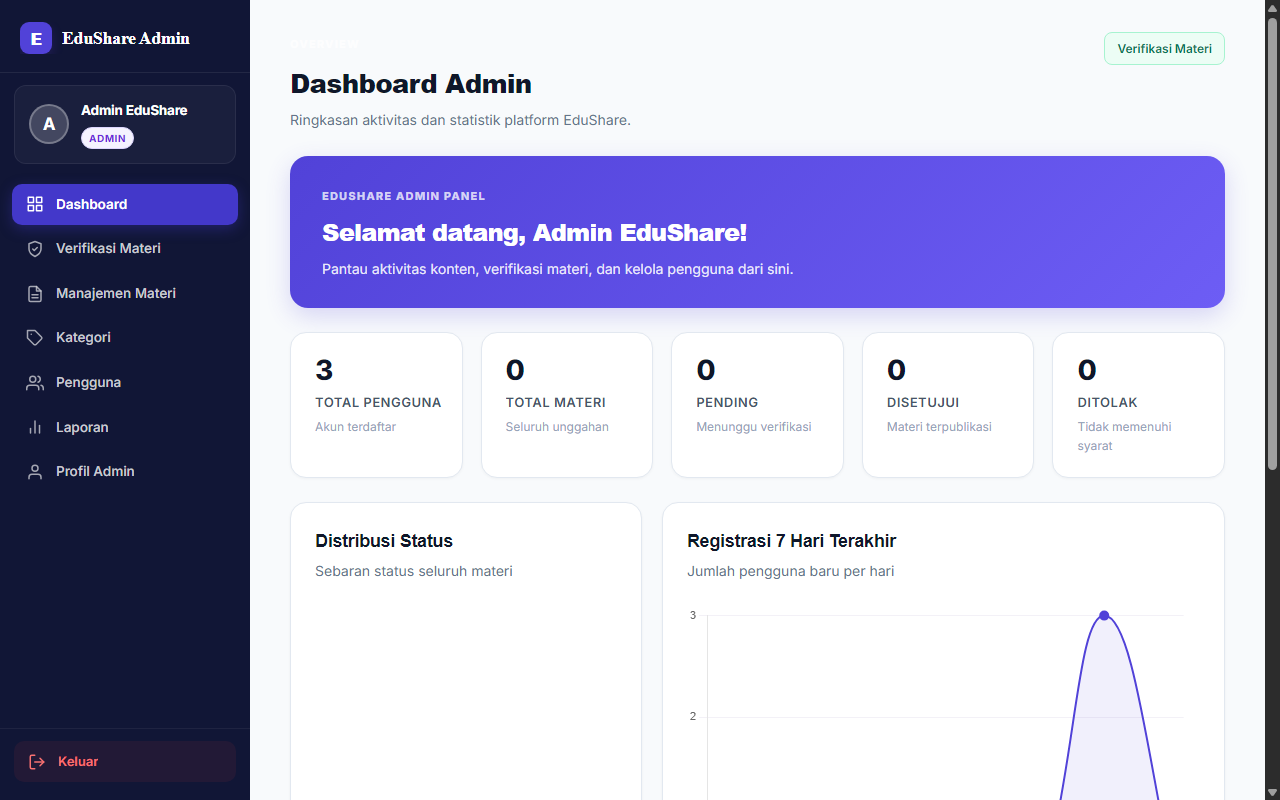 E EduShare Admin
A
Admin EduShare
ADMIN
Dashboard
Verifikasi Materi
Manajemen Materi
Kategori
Pengguna
Laporan
Profil Admin
Keluar
OVERVIEW
Verifikasi Materi
Dashboard Admin
Ringkasan aktivitas dan statistik platform EduShare.
EDUSHARE ADMIN PANEL
Selamat datang, Admin EduShare!
Pantau aktivitas konten, verifikasi materi, dan kelola pengguna dari sini.
3
TOTAL PENGGUNA
Akun terdaftar
0
TOTAL MATERI
Seluruh unggahan
0
PENDING
Menunggu verifikasi
0
DISETUJUI
Materi terpublikasi
0
DITOLAK
Tidak memenuhi
syarat
Distribusi Status
Sebaran status seluruh materi
Registrasi 7 Hari Terakhir
Jumlah pengguna baru per hari
3
2